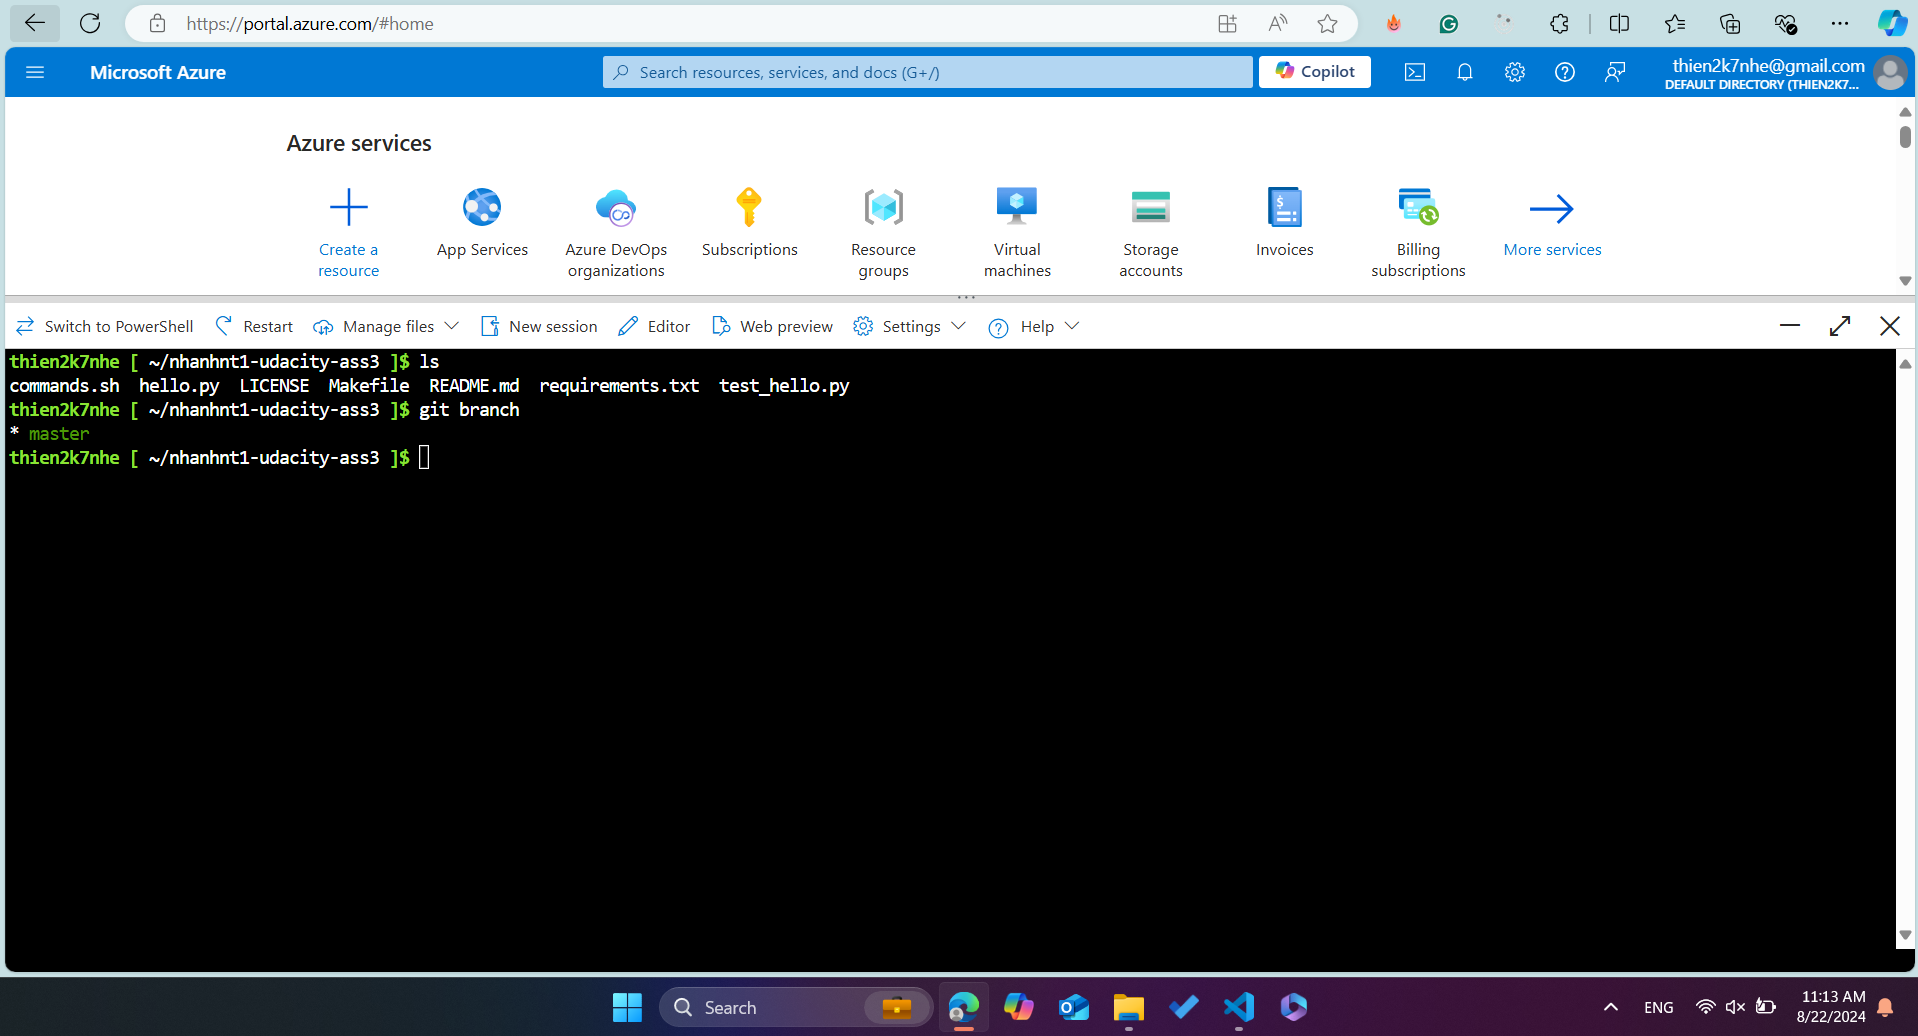 https://portal.azure.com/#home
Microsoft Azure
Search resources, services, and docs (G+/)
Copilot
thien2k7nhe@gmail.com
DEFAULT DIRECTORY (THIEN2K7...
Azure services
Create a resource
App Services
Azure DevOps organizations
Subscriptions
Resource groups
Virtual machines
Storage accounts
Invoices
Billing subscriptions
More services
Switch to PowerShell
Restart
Manage files
New session
Editor
Web preview
Settings
Help
thien2k7nhe [ ~/nhanhnt1-udacity-ass3 ]$ ls
commands.sh hello.py LICENSE Makefile README.md requirements.txt test_hello.py
thien2k7nhe [ ~/nhanhnt1-udacity-ass3 ]$ git branch
* master
thien2k7nhe [ ~/nhanhnt1-udacity-ass3 ]$
Search
ENG
11:13 AM
8/22/2024